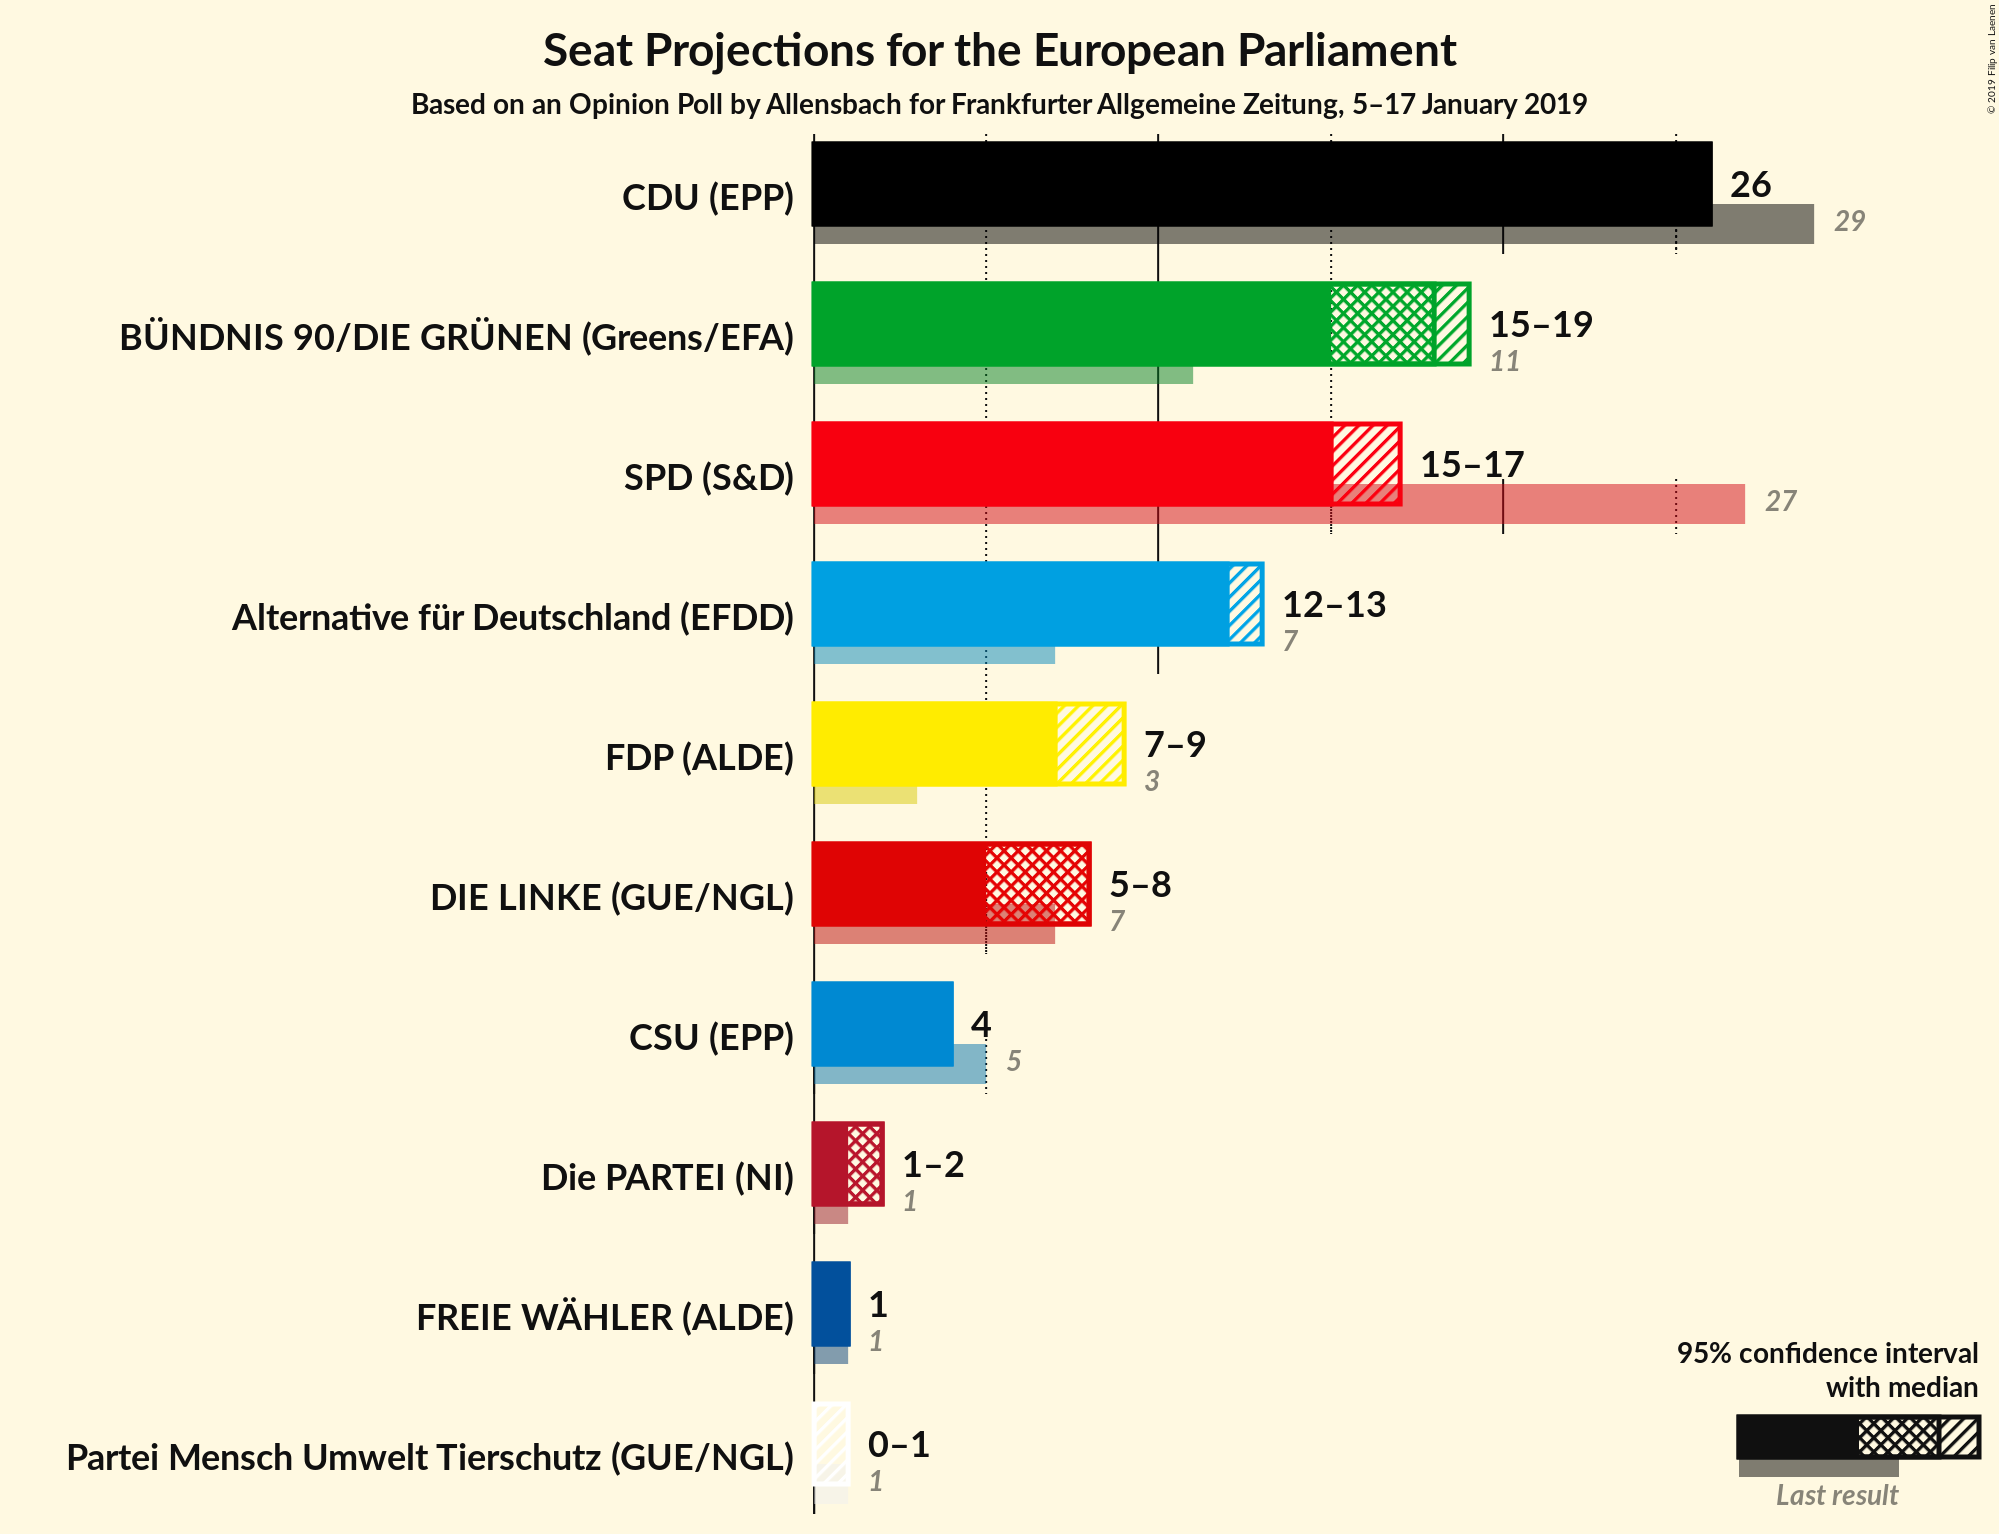 Seat Projections for the European Parliament
Based on an Opinion Poll by Allensbach for Frankfurter Allgemeine Zeitung, 5–17 January 2019
© 2019 Filip van Laenen
CDU (EPP)
26
29
BÜNDNIS 90/DIE GRÜNEN (Greens/EFA)
15–19
11
SPD (S&D)
15–17
27
Alternative für Deutschland (EFDD)
12–13
7
FDP (ALDE)
7–9
3
DIE LINKE (GUE/NGL)
5–8
7
CSU (EPP)
4
5
Die PARTEI (NI)
1–2
1
FREIE WÄHLER (ALDE)
1
1
Partei Mensch Umwelt Tierschutz (GUE/NGL)
0–1
1
95% confidence interval
with median
Last result